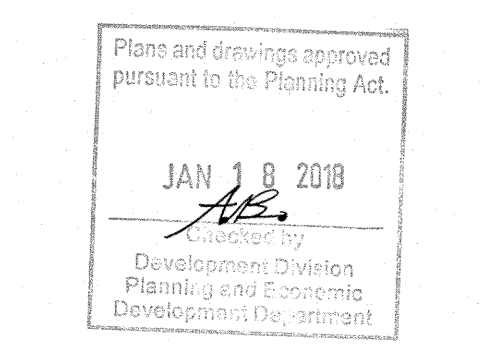 Plans and drawings approved
pursuant to the Planning Act.
JAN 18 2018
Checked by
Development Division
Planning and Economic
Development Department